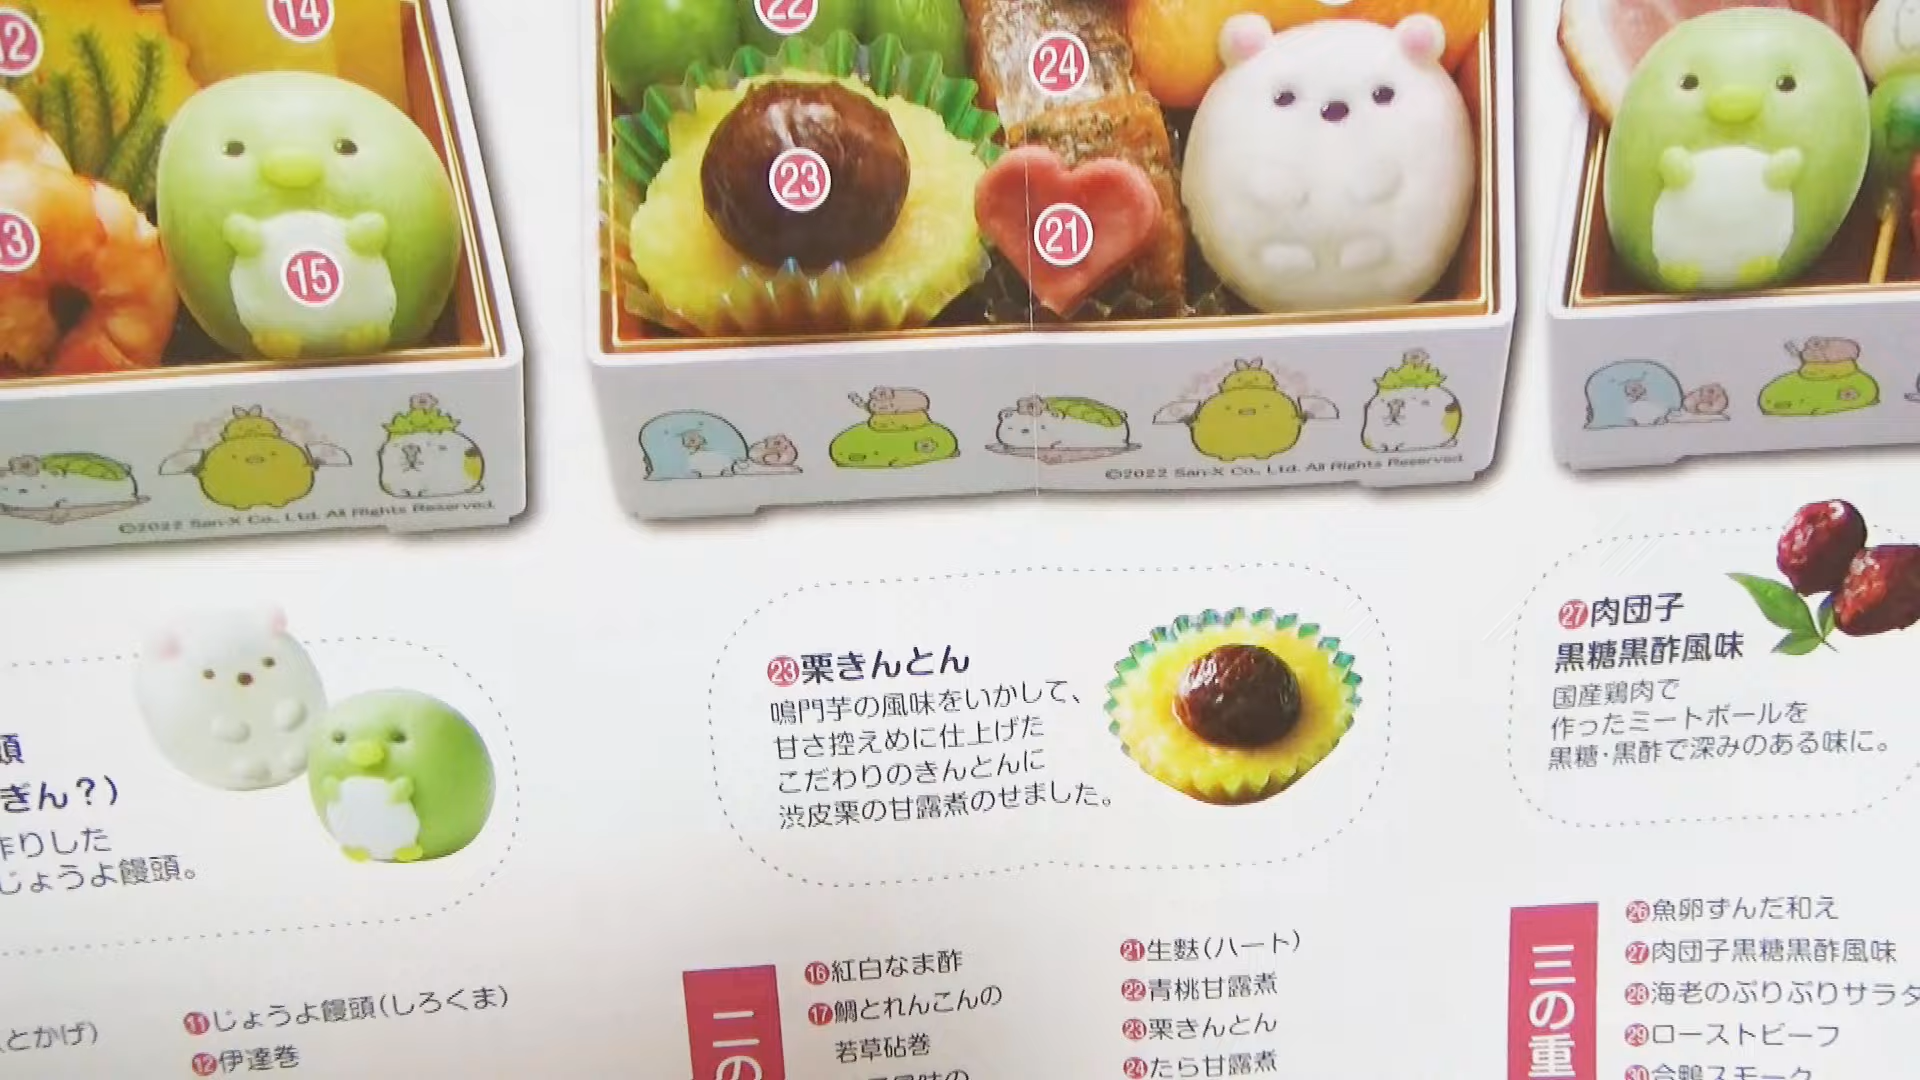 12
14
22
24
13
15
23
21
©2022 San-X Co., Ltd. All Rights Reserved.
©2022 San-X Co., Ltd. All Rights Reserved.
頭
ぎん?)
作りした
じょうよ饅頭。
23栗きんとん
鳴門芋の風味をいかして、
甘さ控えめに仕上げた
こだわりのきんとんに
渋皮栗の甘露煮のせました。
27肉団子
黒糖黒酢風味
国産鶏肉で
作ったミートボールを
黒糖・黒酢で深みのある味に。
とかげ)
11じょうよ饅頭(しろくま)
12伊達巻
二の
16紅白なま酢
17鯛とれんこんの
若草砧巻
21生麩(ハート)
22青桃甘露煮
23栗きんとん
24たら甘露煮
三の重
26魚卵ずんだ和え
27肉団子黒糖黒酢風味
28海老のぷりぷりサラダ
29ローストビーフ
30合鴨スモーク